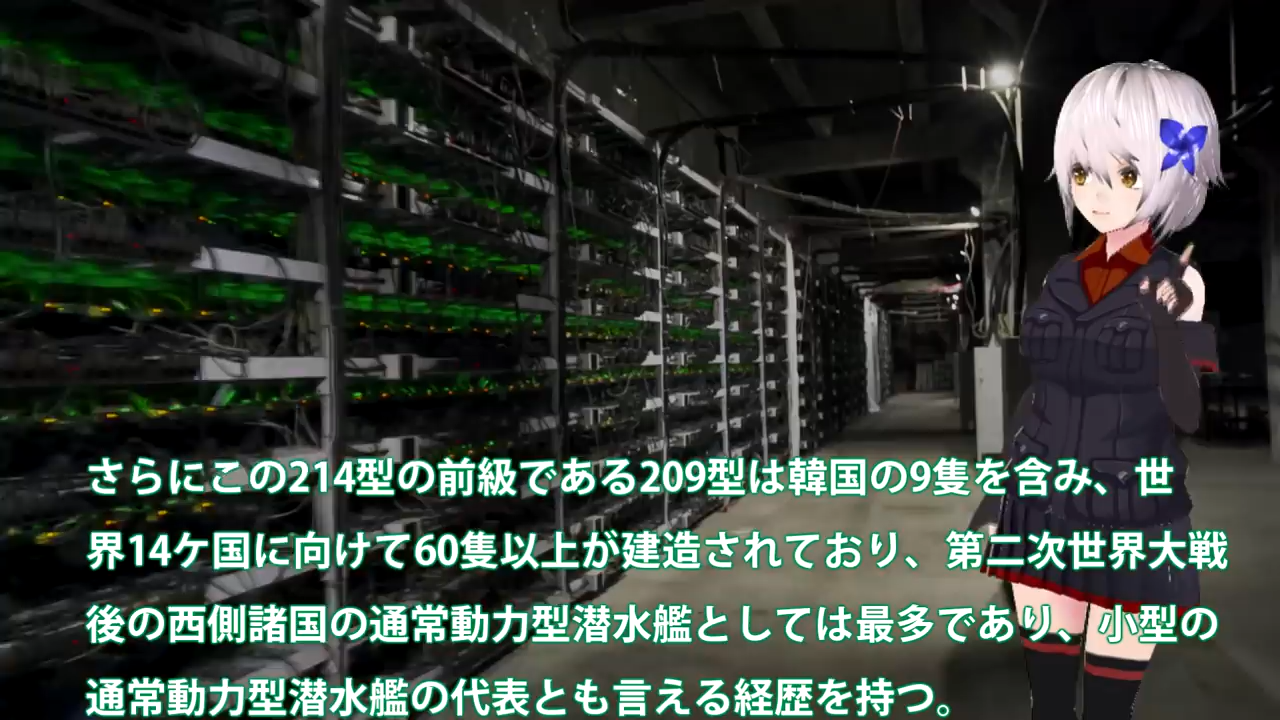 さらにこの214型の前級である209型は韓国の9隻を含み、世
界14ケ国に向けて60隻以上が建造されており、第二次世界大戦
後の西側諸国の通常動力型潜水艦としては最多であり、小型の
通常動力型潜水艦の代表とも言える経歴を持つ。